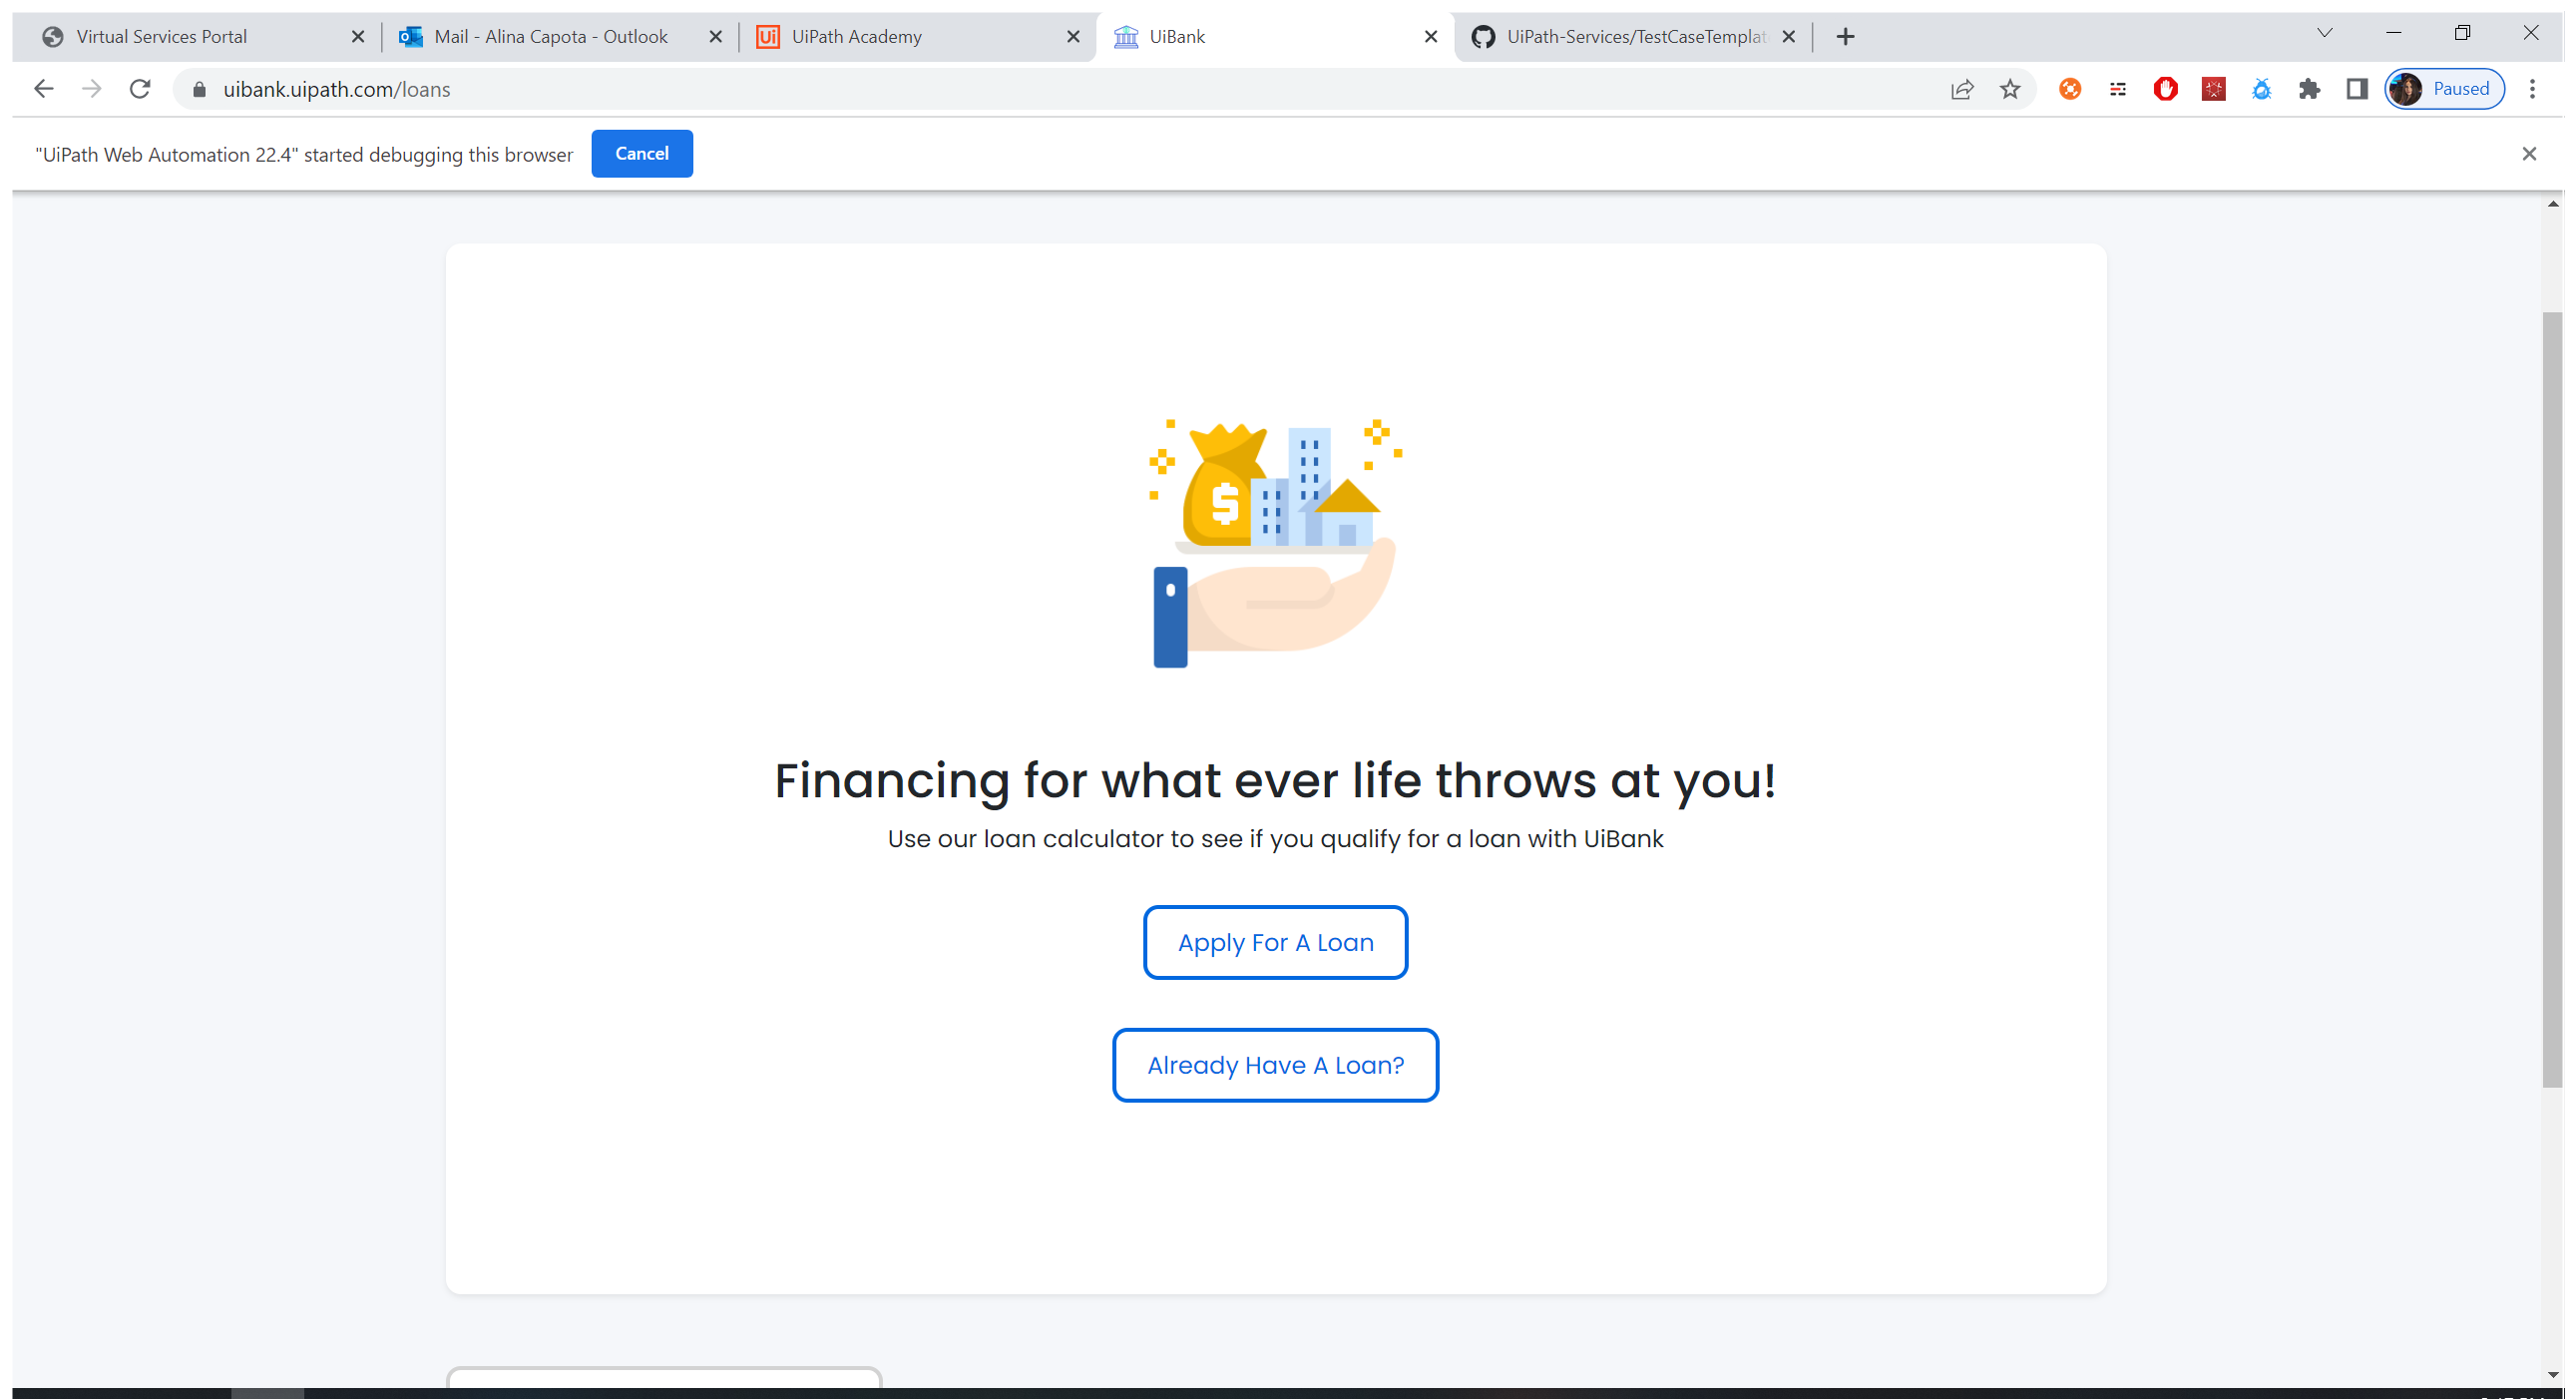 Virtual Services Portal
Mail - Alina Capota - Outlook
UiPath Academy
UiBank
UiPath-Services/TestCaseTemplat
uibank.uipath.com/loans
Paused
"UiPath Web Automation 22.4" started debugging this browser
Cancel
$
Financing for what ever life throws at you!
Use our loan calculator to see if you qualify for a loan with UiBank
Apply For A Loan
Already Have A Loan?